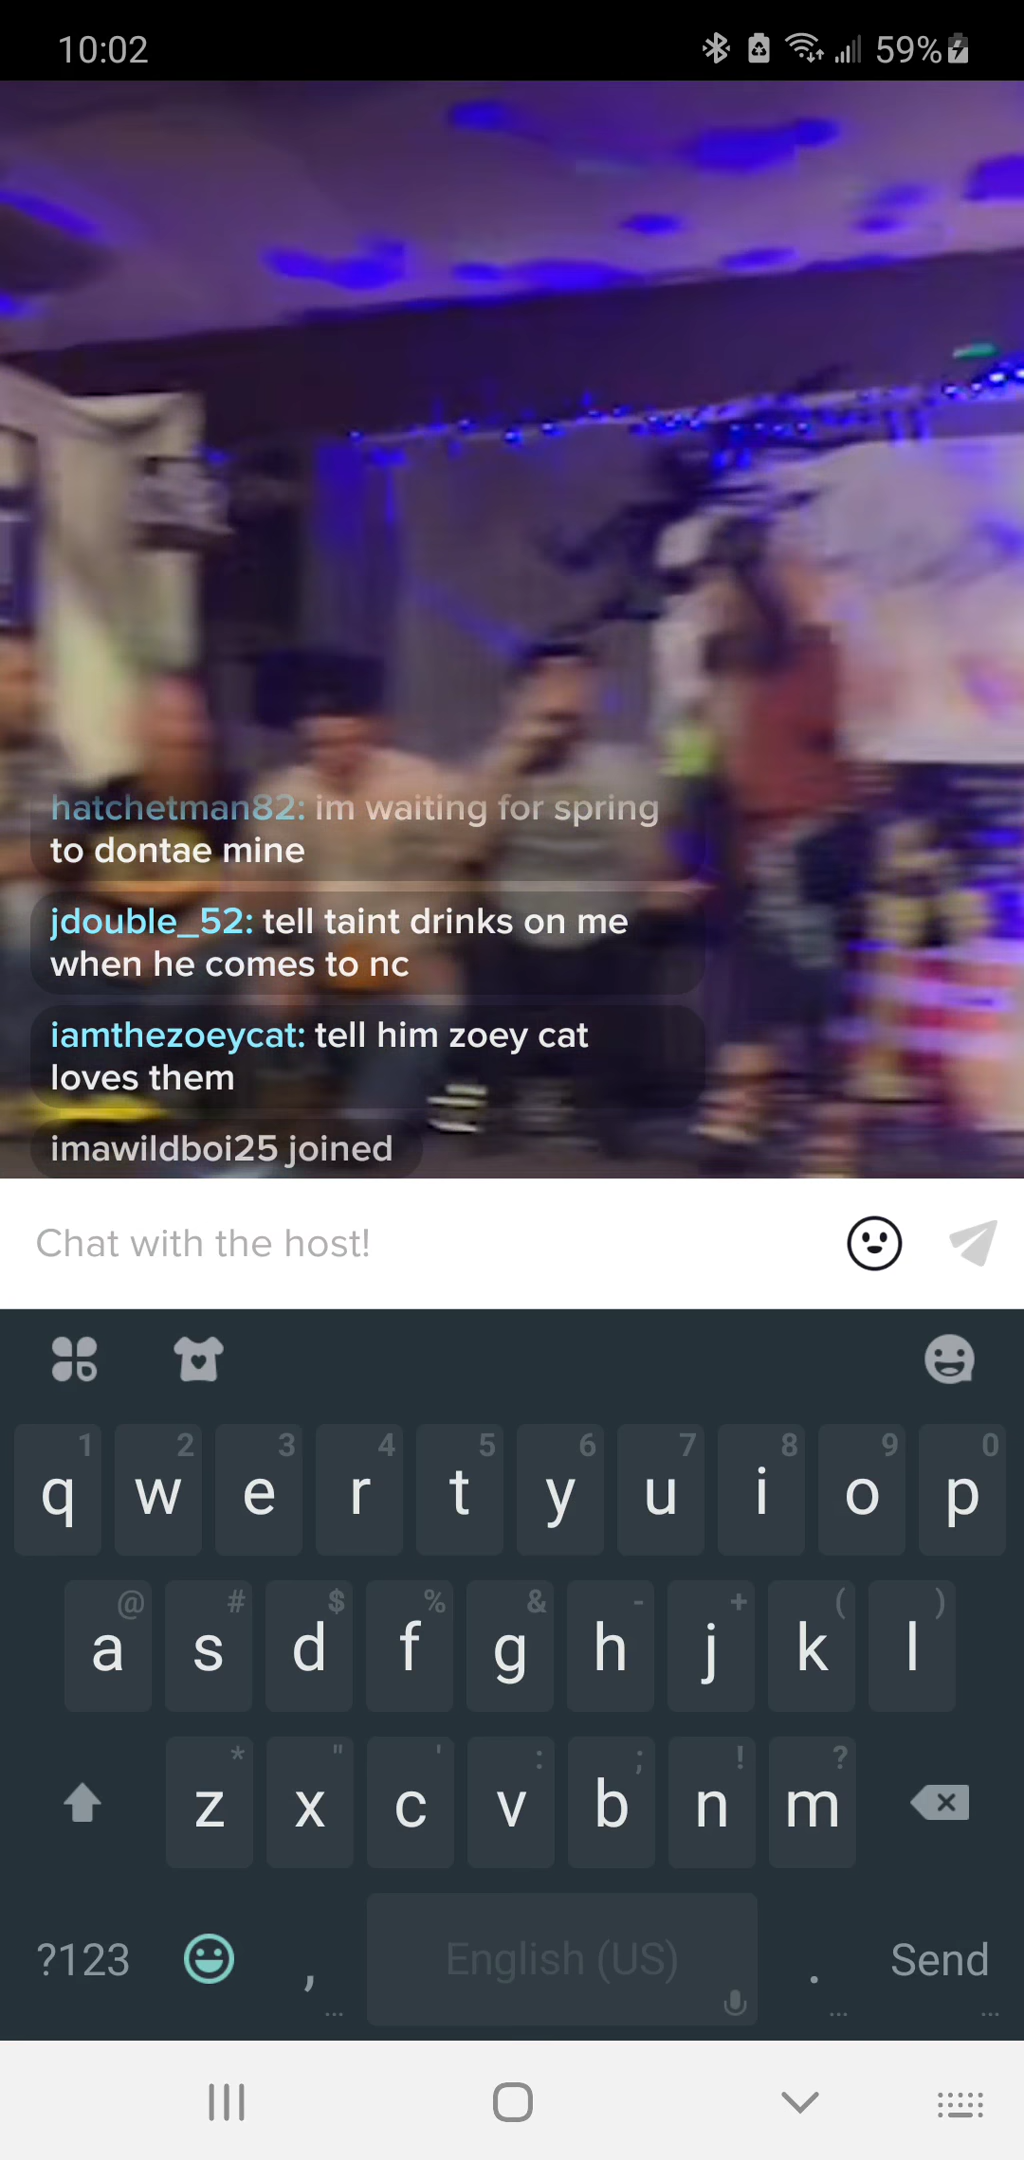 10:02
59%
hatchetman82: im waiting for spring
to dontae mine
jdouble_52: tell taint drinks on me
when he comes to nc
iamthezoeycat: tell him zoey cat
loves them
imawildboi25 joined
Chat with the host!
1 2 3 4 5 6 7 8 9 0
q w e r t y u i o p
@ # $ % & - + ( )
a s d f g h j k l
* " ' : ; ! ?
z x c v b n m
?123 , ... English (US) . ... Send ...